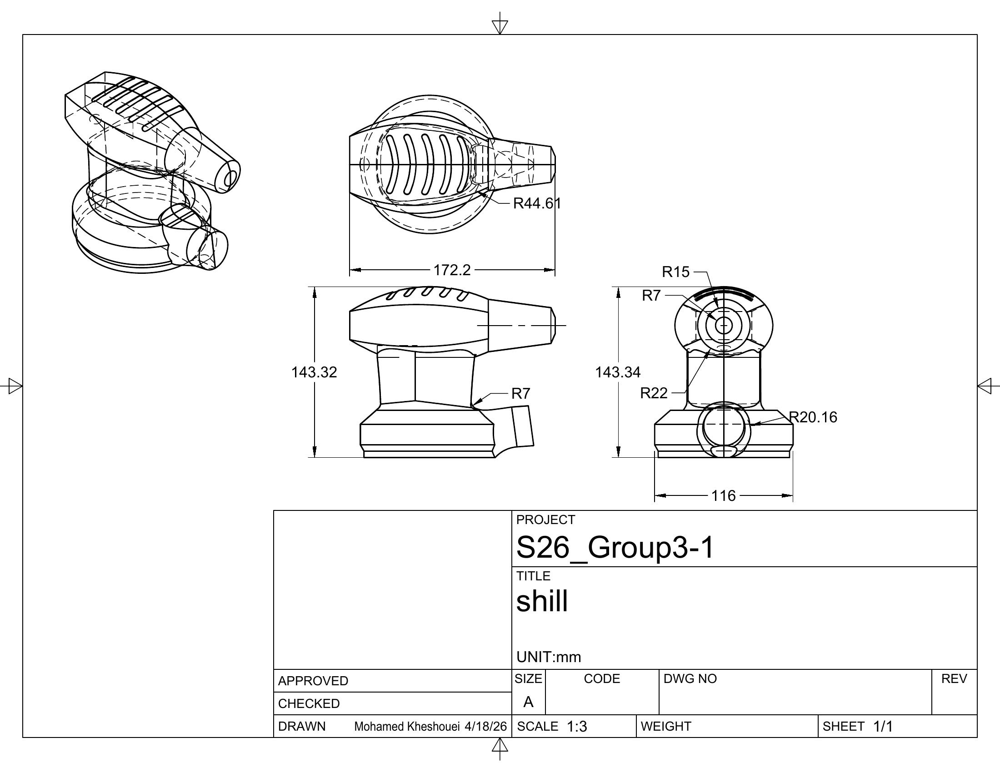 R44.61
172.2
R15
R7
143.32
143.34
R7
R22
R20.16
116
PROJECT
S26_Group3-1
TITLE
shill
UNIT:mm
APPROVED
SIZE
CODE
DWG NO
REV
CHECKED
A
DRAWN Mohamed Kheshouei 4/18/26
SCALE 1:3
WEIGHT
SHEET 1/1